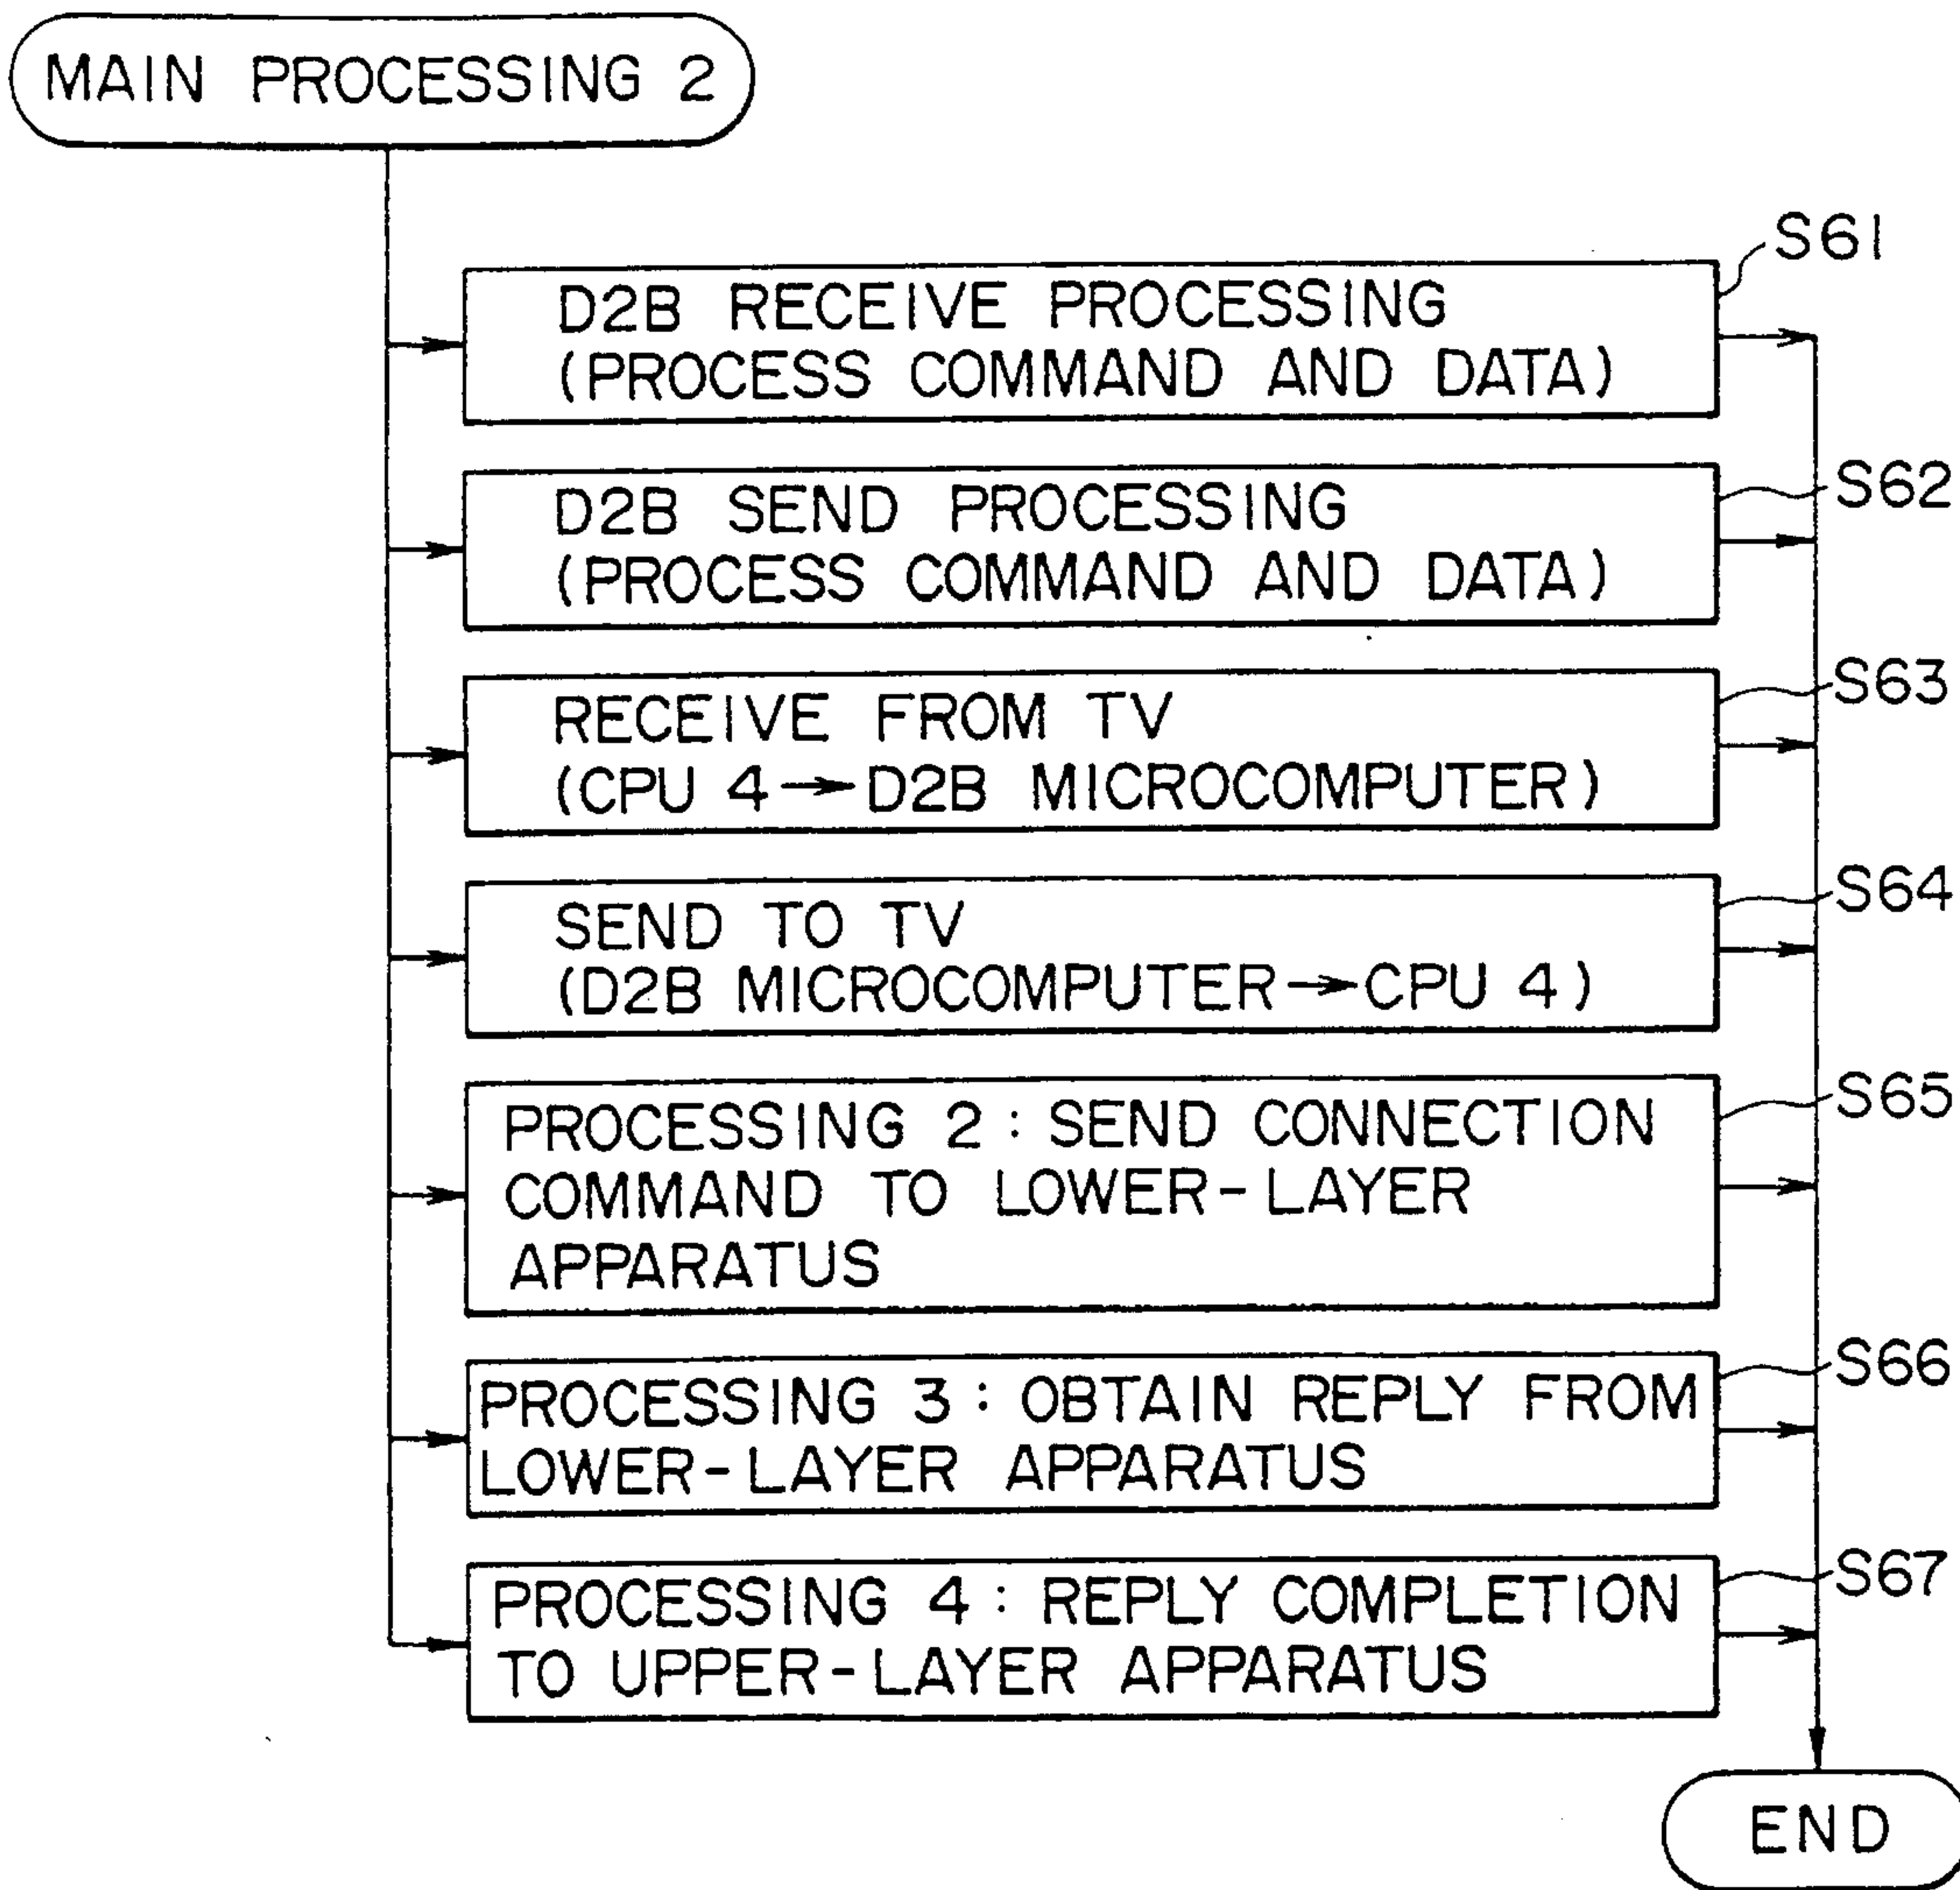 MAIN PROCESSING 2
S61
D2B RECEIVE PROCESSING
(PROCESS COMMAND AND DATA)
S62
D2B SEND PROCESSING
(PROCESS COMMAND AND DATA)
S63
RECEIVE FROM TV
(CPU 4→D2B MICROCOMPUTER)
S64
SEND TO TV
(D2B MICROCOMPUTER→CPU 4)
S65
PROCESSING 2: SEND CONNECTION
COMMAND TO LOWER-LAYER
APPARATUS
S66
PROCESSING 3: OBTAIN REPLY FROM
LOWER-LAYER APPARATUS
S67
PROCESSING 4: REPLY COMPLETION
TO UPPER-LAYER APPARATUS
END